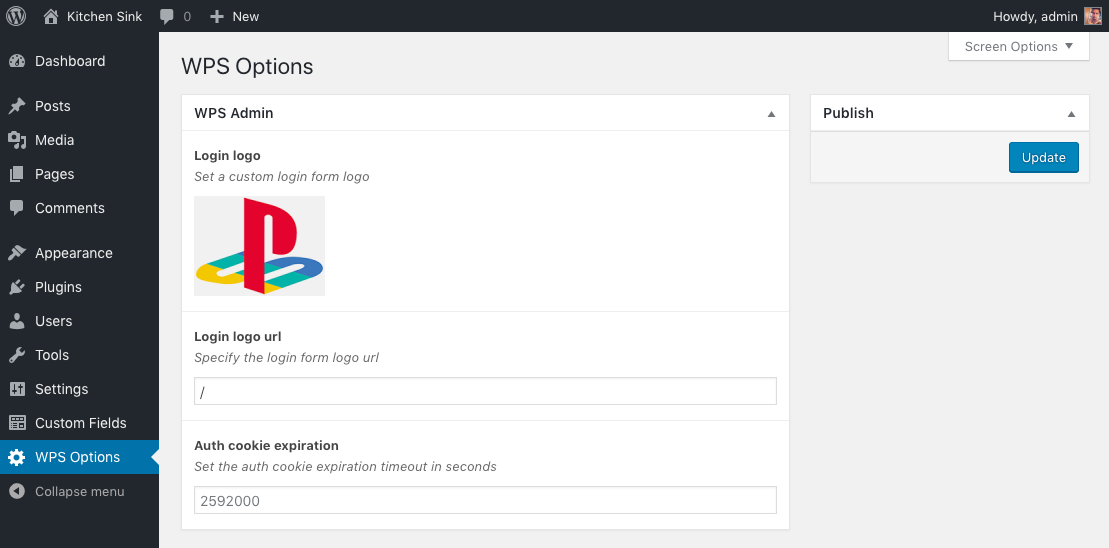 Kitchen Sink 0 New Howdy, admin
Dashboard
Posts
Media
Pages
Comments
Appearance
Plugins
Users
Tools
Settings
Custom Fields
WPS Options
Collapse menu
Screen Options
WPS Options
WPS Admin
Login logo
Set a custom login form logo
Login logo url
Specify the login form logo url
/
Auth cookie expiration
Set the auth cookie expiration timeout in seconds
2592000
Publish
Update